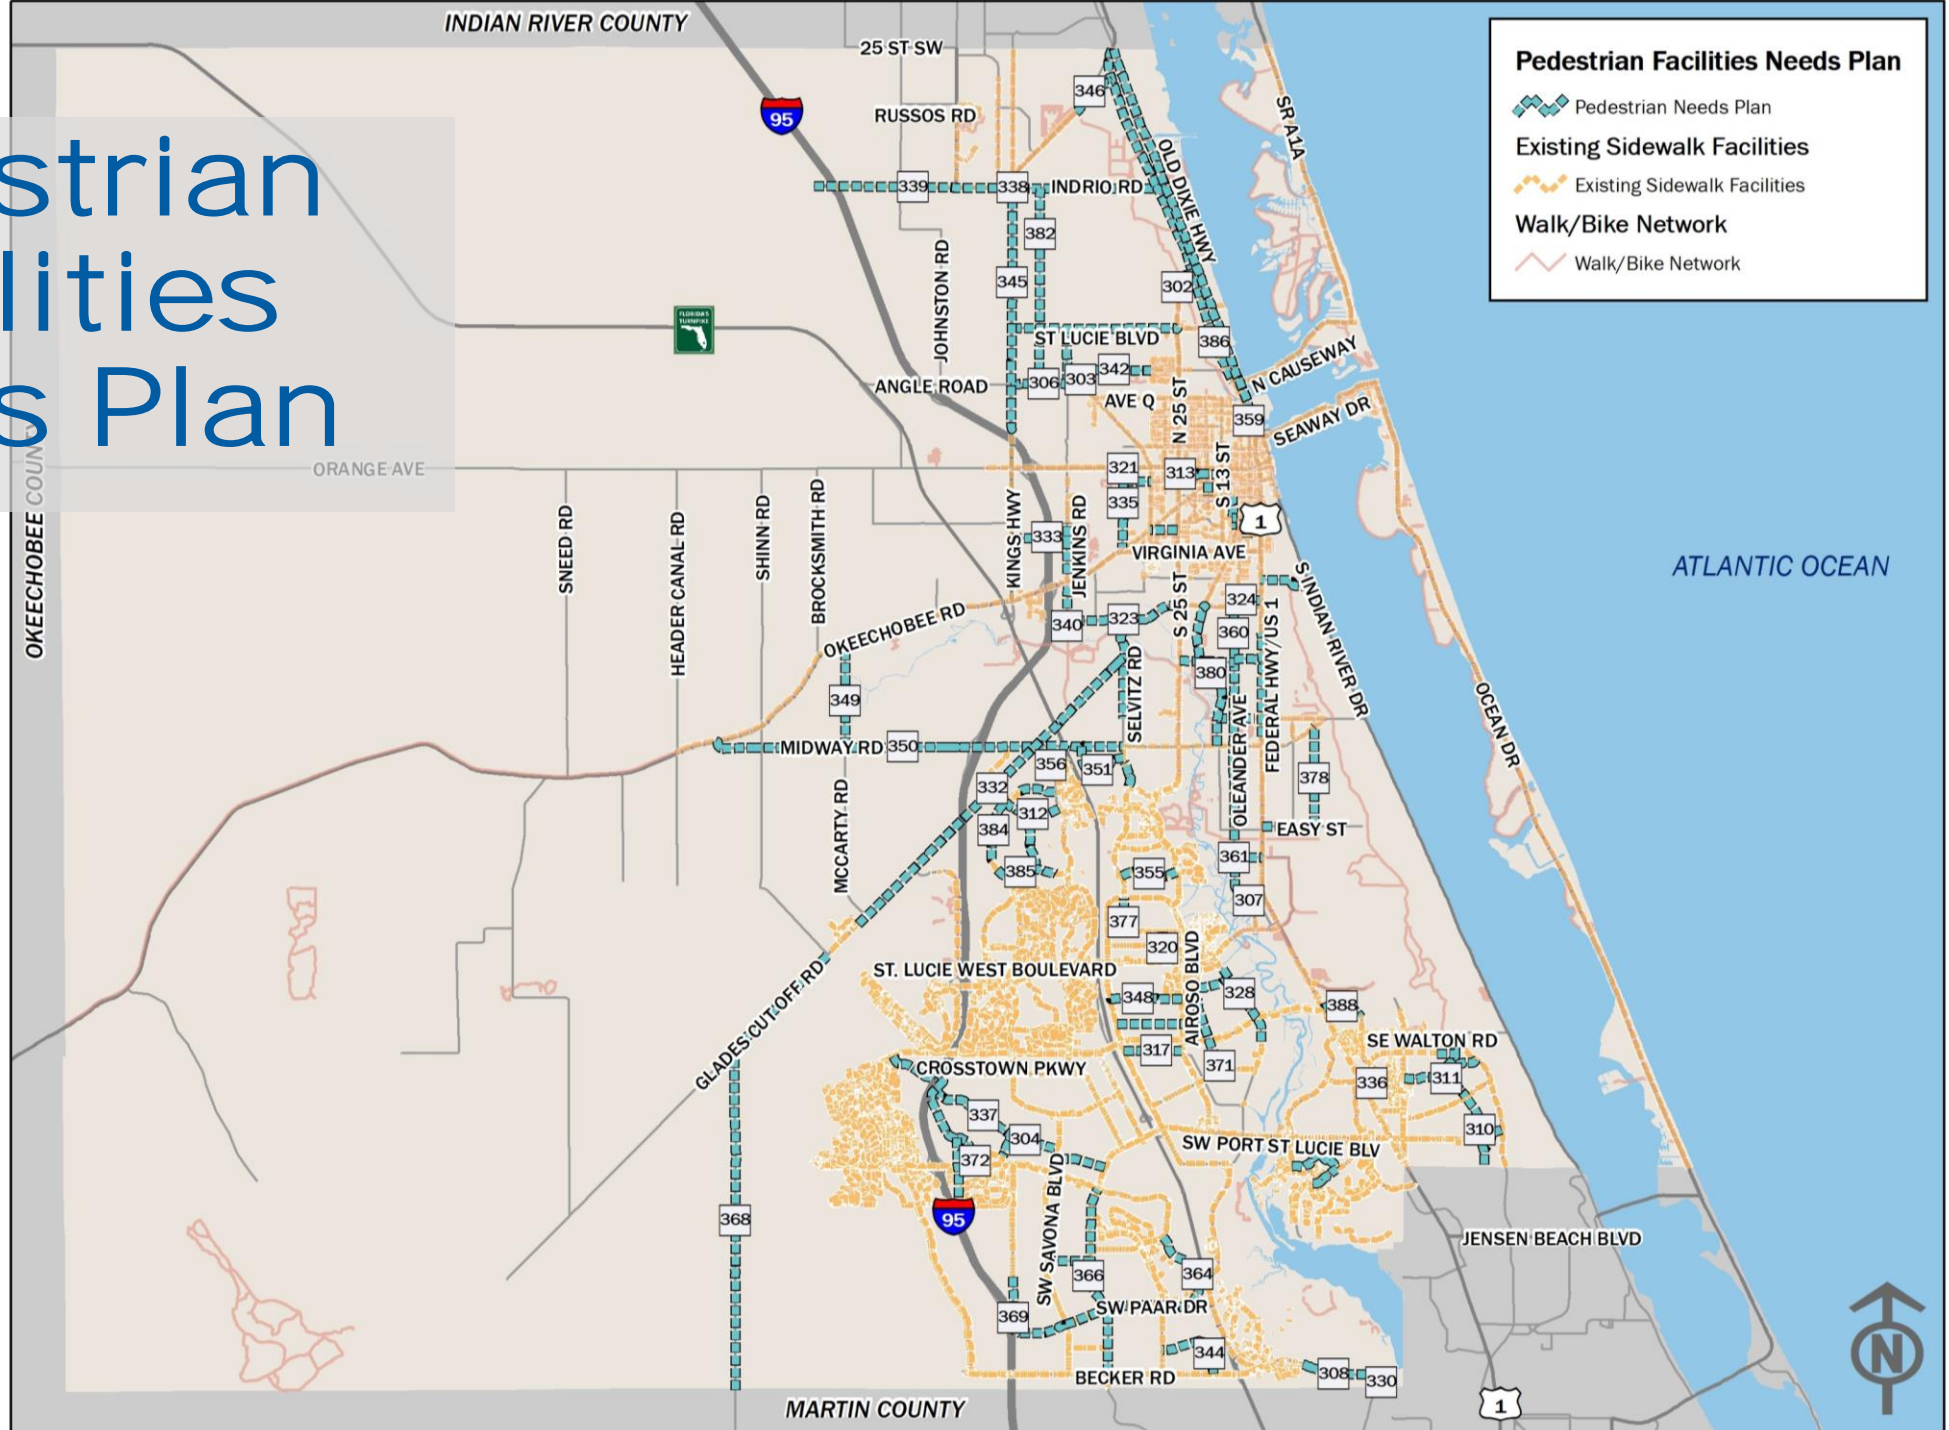 INDIAN RIVER COUNTY
25 ST SW
RUSSOS RD
95
346
SR A1A
Pedestrian Facilities Needs Plan
Pedestrian Needs Plan
Existing Sidewalk Facilities
Existing Sidewalk Facilities
Walk/Bike Network
Walk/Bike Network
strian
lities
s Plan
339
338
INDRIO RD
OLD DIXIE HWY
382
345
302
JOHNSTON RD
FLORIDA'S
TURNPIKE
ST LUCIE BLVD
386
N CAUSEWAY
ANGLE ROAD
306
303
342
AVE Q
N 25 ST
359
SEAWAY DR
OKEECHOBEE COUNTY
ORANGE AVE
321
313
S 13 ST
335
1
SNEED RD
HEADER CANAL RD
SHINN RD
BROCKSMITH RD
KINGS HWY
333
JENKINS RD
VIRGINIA AVE
ATLANTIC OCEAN
S 25 ST
324
S INDIAN RIVER DR
OKEECHOBEE RD
340
323
360
349
SELVITZ RD
380
OLEANDER AVE
FEDERAL HWY/US 1
OCEAN DR
MIDWAY RD
350
356
351
378
332
MCCARTY RD
312
384
EASY ST
385
355
361
307
377
320
ST. LUCIE WEST BOULEVARD
AIROSO BLVD
348
328
388
GLADES CUT OFF RD
317
371
SE WALTON RD
CROSSTOWN PKWY
336
311
337
304
310
372
SW PORT ST LUCIE BLV
368
95
SW SAVONA BLVD
JENSEN BEACH BLVD
366
364
369
SW PAAR DR
344
BECKER RD
308
330
MARTIN COUNTY
1
N